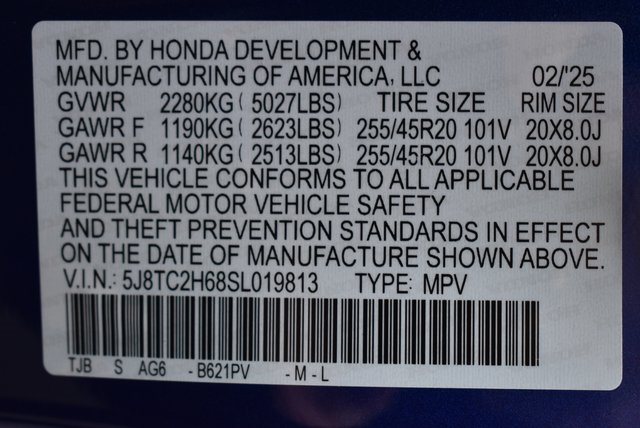 MFD. BY HONDA DEVELOPMENT &
MANUFACTURING OF AMERICA, LLC 02/'25
GVWR 2280KG ( 5027LBS) TIRE SIZE RIM SIZE
GAWR F 1190KG ( 2623LBS) 255/45R20 101V 20X8.0J
GAWR R 1140KG ( 2513LBS) 255/45R20 101V 20X8.0J
THIS VEHICLE CONFORMS TO ALL APPLICABLE
FEDERAL MOTOR VEHICLE SAFETY
AND THEFT PREVENTION STANDARDS IN EFFECT
ON THE DATE OF MANUFACTURE SHOWN ABOVE.
V.I.N.: 5J8TC2H68SL019813 TYPE: MPV
TJB S AG6 - B621PV - M - L